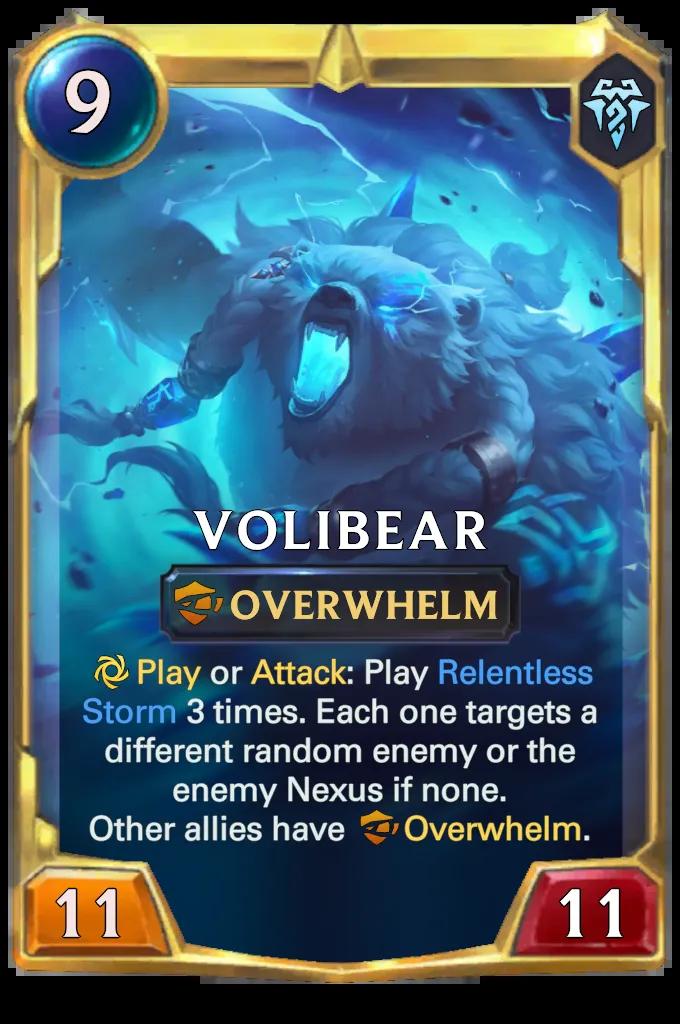 9
VOLIBEAR
OVERWHELM
Play or Attack: Play Relentless
Storm 3 times. Each one targets a
different random enemy or the
enemy Nexus if none.
Other allies have Overwhelm.
11
11